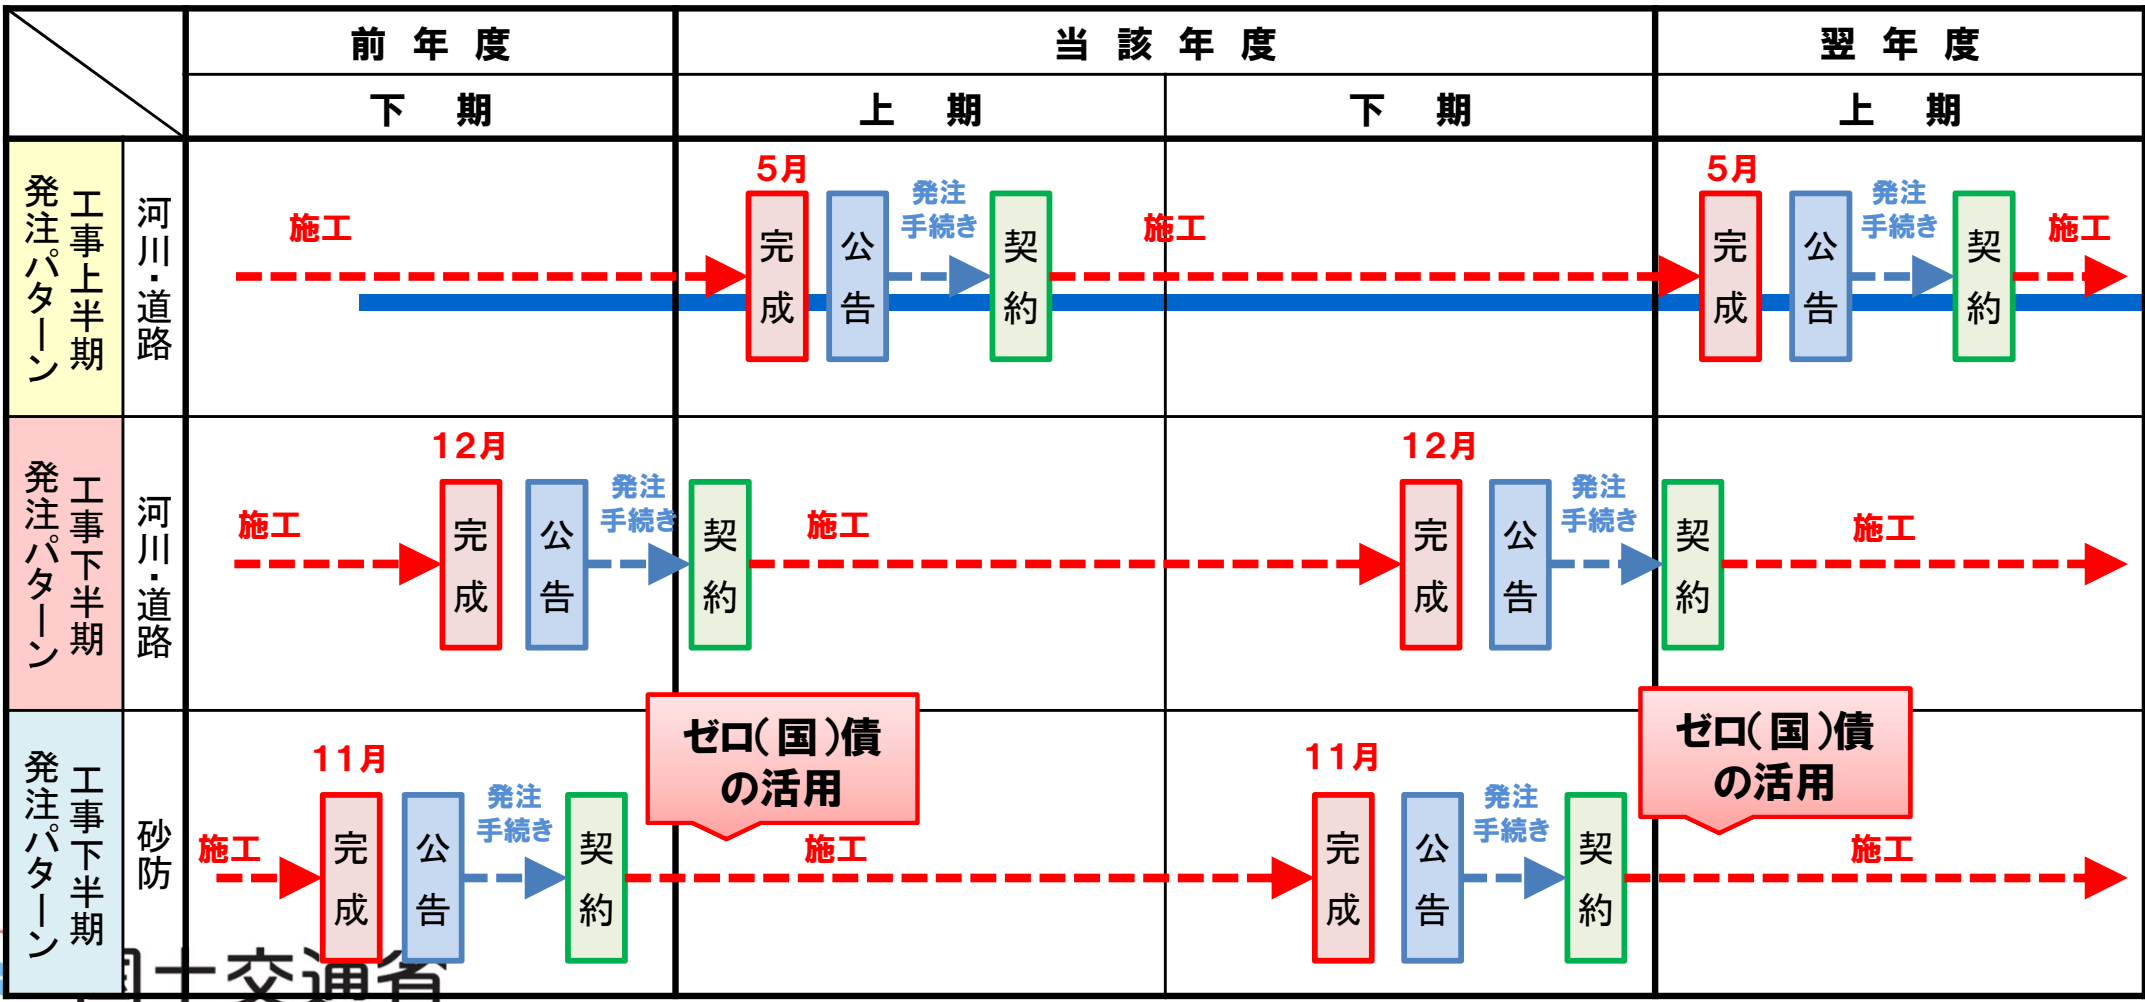 前年度
当該年度
翌年度
下期
上期
下期
上期
工事上半期
発注パターン
河川・道路
施工
5月
完成
公告
発注
手続き
契約
施工
5月
完成
公告
発注
手続き
契約
施工
工事下半期
発注パターン
河川・道路
施工
12月
完成
公告
発注
手続き
契約
施工
12月
完成
公告
発注
手続き
契約
施工
工事下半期
発注パターン
砂防
施工
11月
完成
公告
発注
手続き
契約
ゼロ(国)債
の活用
施工
11月
完成
公告
発注
手続き
契約
ゼロ(国)債
の活用
施工
国土交通省